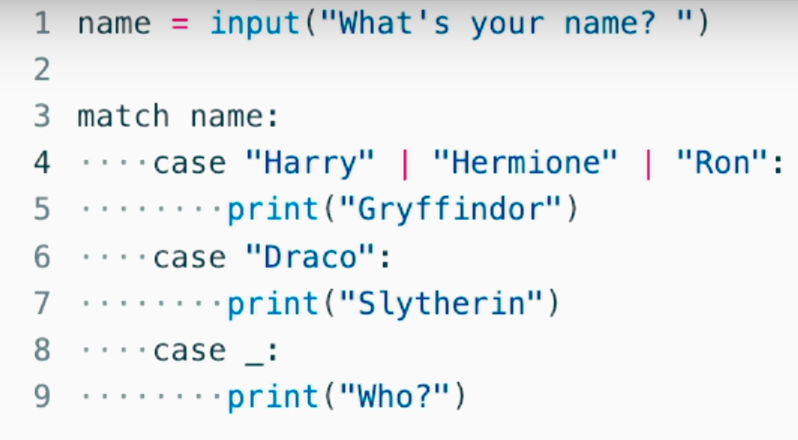 1 name = input("What's your name? ")
2
3 match name:
4 ····case "Harry" | "Hermione" | "Ron":
5 ········print("Gryffindor")
6 ····case "Draco":
7 ········print("Slytherin")
8 ····case _:
9 ········print("Who?")